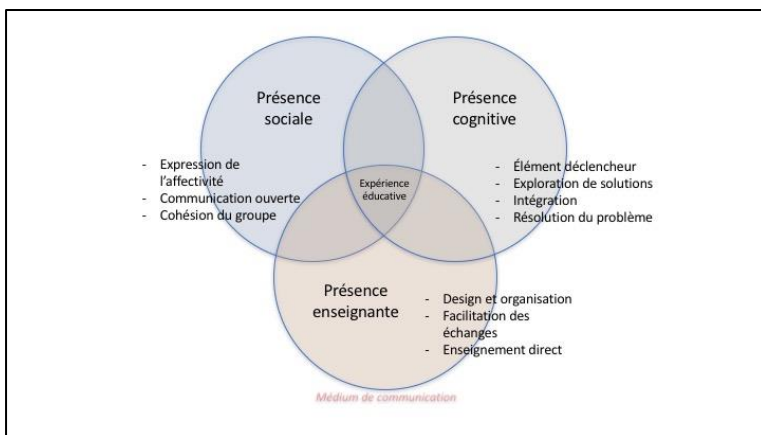 Présence
sociale
Présence
cognitive
- Expression de
l'affectivité
- Communication ouverte
- Cohésion du groupe
Expérience
éducative
- Élément déclencheur
- Exploration de solutions
- Intégration
- Résolution du problème
Présence
enseignante
- Design et organisation
- Facilitation des
échanges
- Enseignement direct
Médium de communication